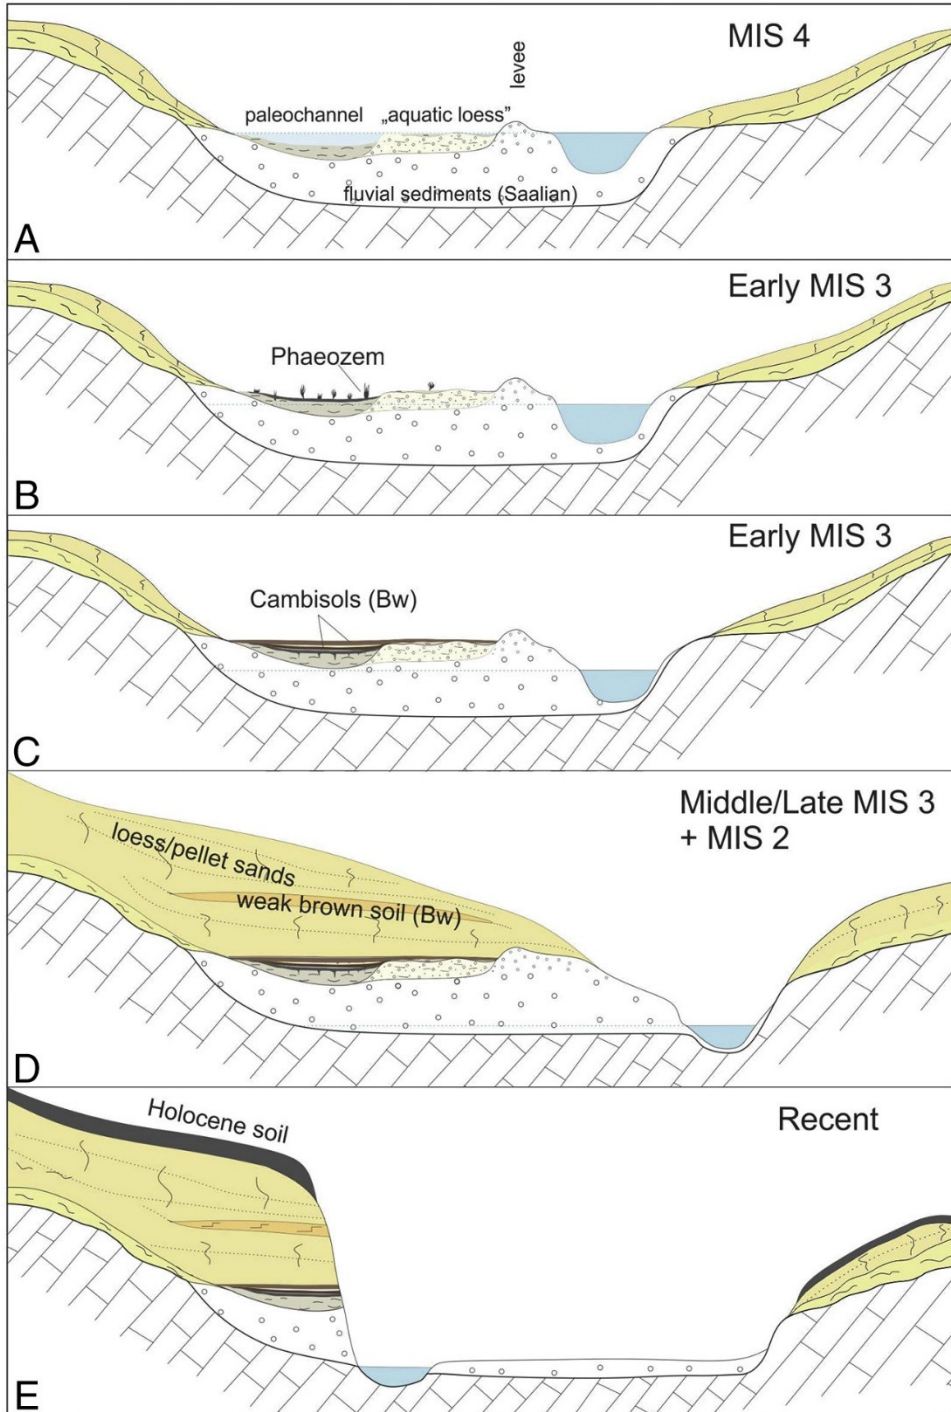 MIS 4
levee
paleochannel
„aquatic loess”
fluvial sediments (Saalian)
A
Early MIS 3
Phaeozem
B
Early MIS 3
Cambisols (Bw)
C
Middle/Late MIS 3
+ MIS 2
loess/pellet sands
weak brown soil (Bw)
D
Holocene soil
Recent
E